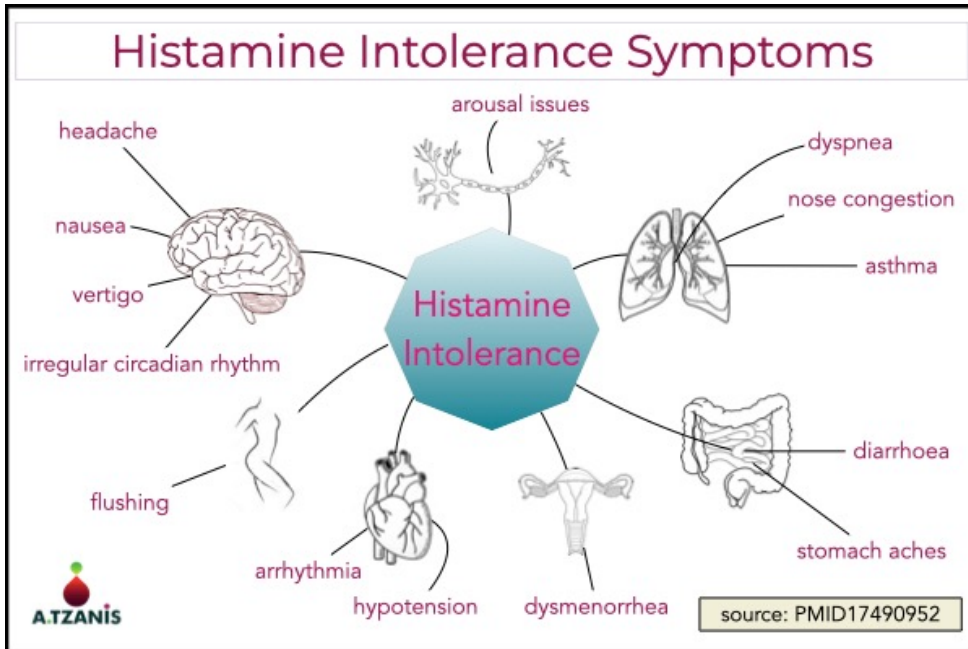 Histamine Intolerance Symptoms
arousal issues
headache
dyspnea
nausea
nose congestion
vertigo
asthma
irregular circadian rhythm
Histamine
Intolerance
flushing
diarrhoea
arrhythmia
stomach aches
hypotension
dysmenorrhea
A.TZANIS
source: PMID17490952